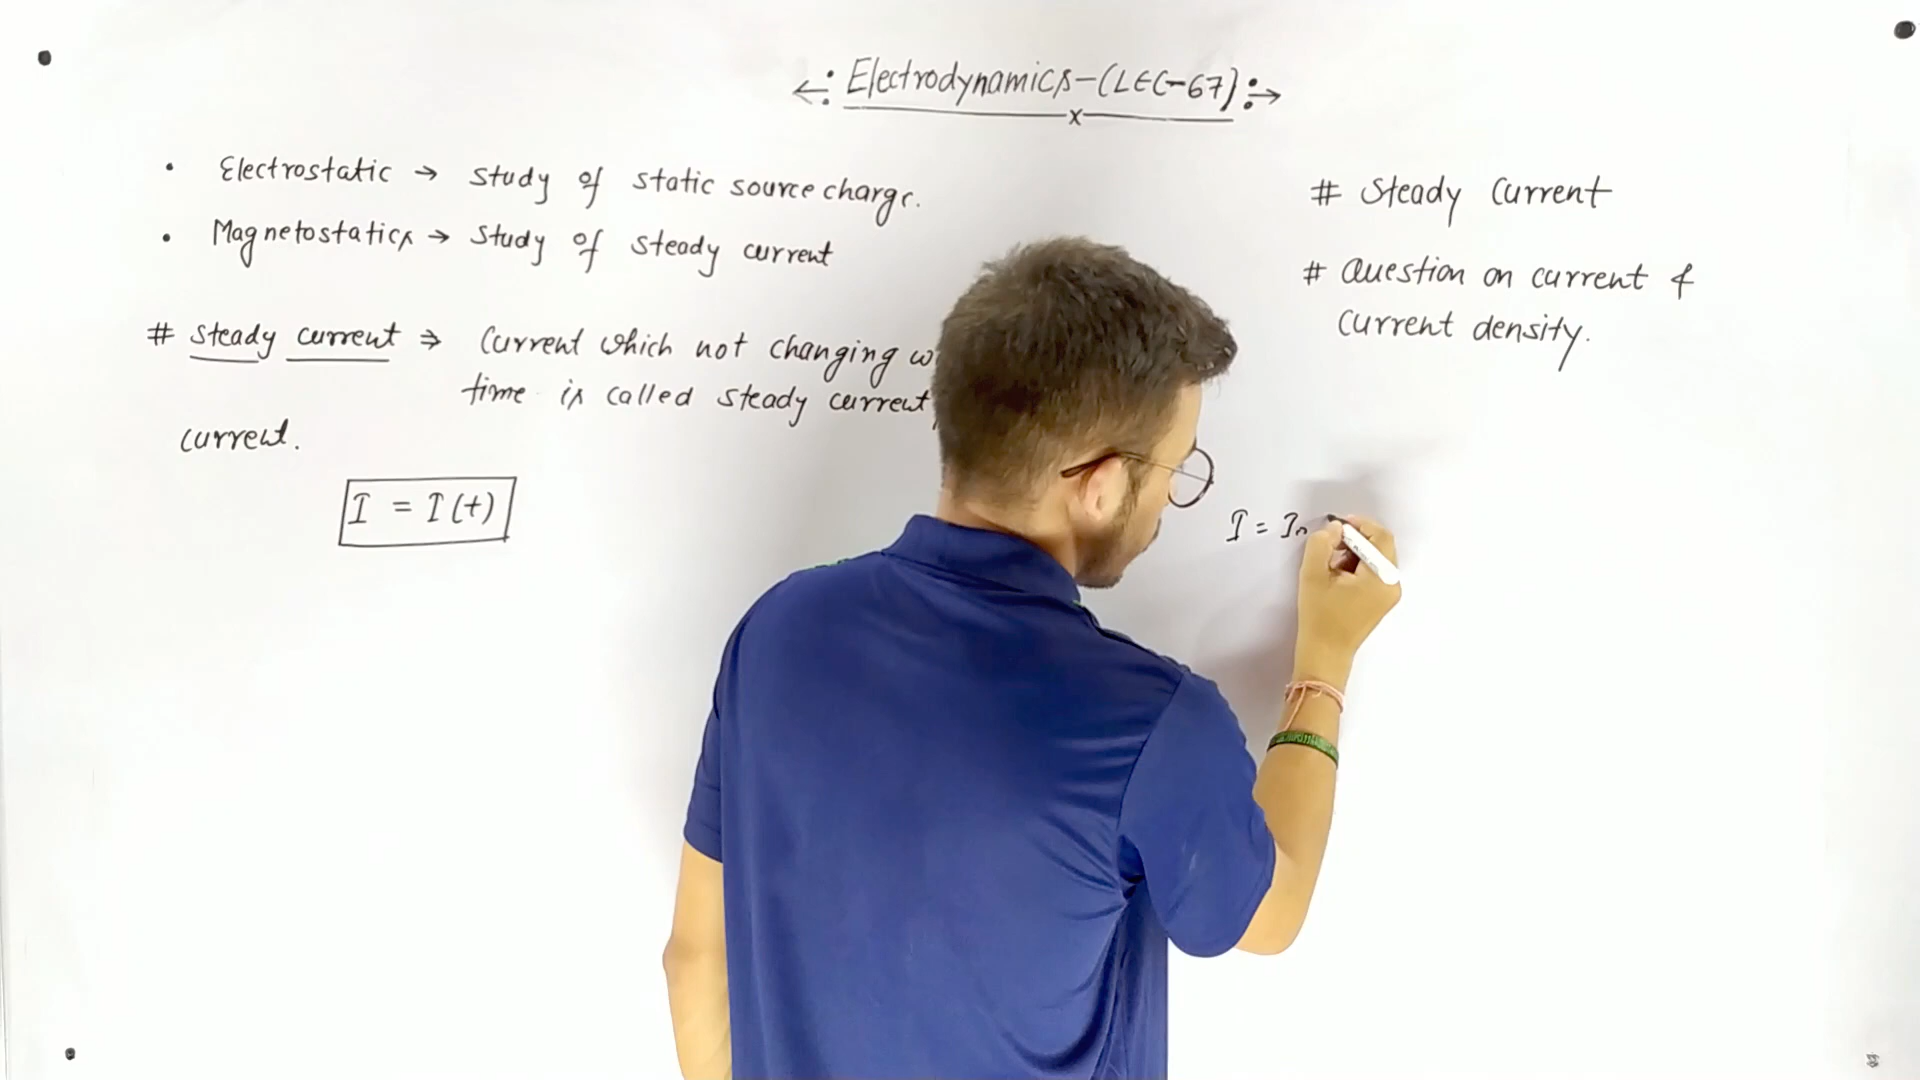 Electrodynamics-(LEC-67)
• Electrostatic → study of static source charge.
• Magnetostatics → study of steady current
# steady current ⇒ Current which not changing
time is called steady current
current.
I = I(t)
# Steady Current
# Question on current &
Current density.
I =